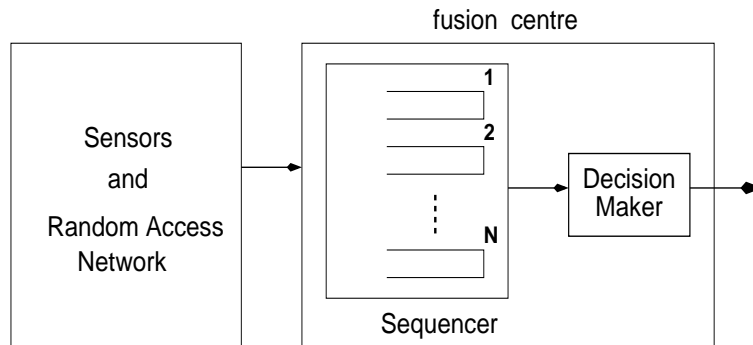 fusion centre
Sensors
and
Random Access
Network
1
2
N
Sequencer
Decision
Maker